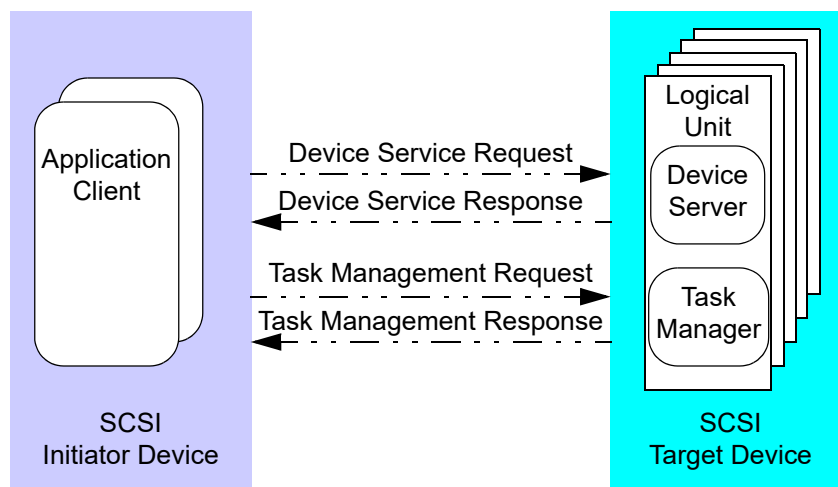 Application
Client
Device Service Request
Device Service Response
Task Management Request
Task Management Response
Logical
Unit
Device
Server
Task
Manager
SCSI
Initiator Device
SCSI
Target Device